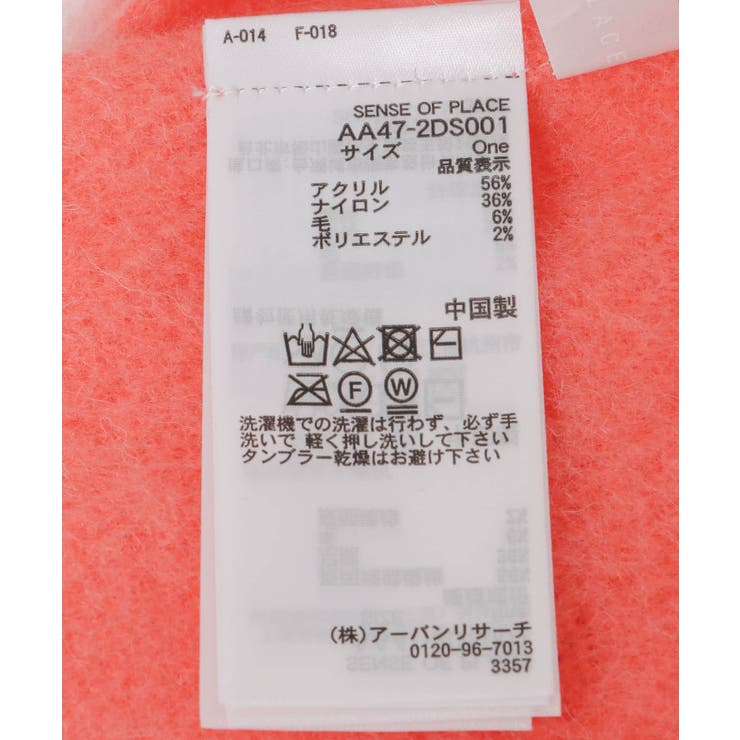 A-014 F-018
SENSE OF PLACE
AA47-2DS001
サイズ One
品質表示
アクリル 56%
ナイロン 36%
毛 6%
ポリエステル 2%
中国製
F W
洗濯機での洗濯は行わず、必ず手
洗いで 軽く押し洗いして下さい
タンブラー乾燥はお避け下さい
(株)アーバンリサーチ
0120-96-7013
3357
PLACE